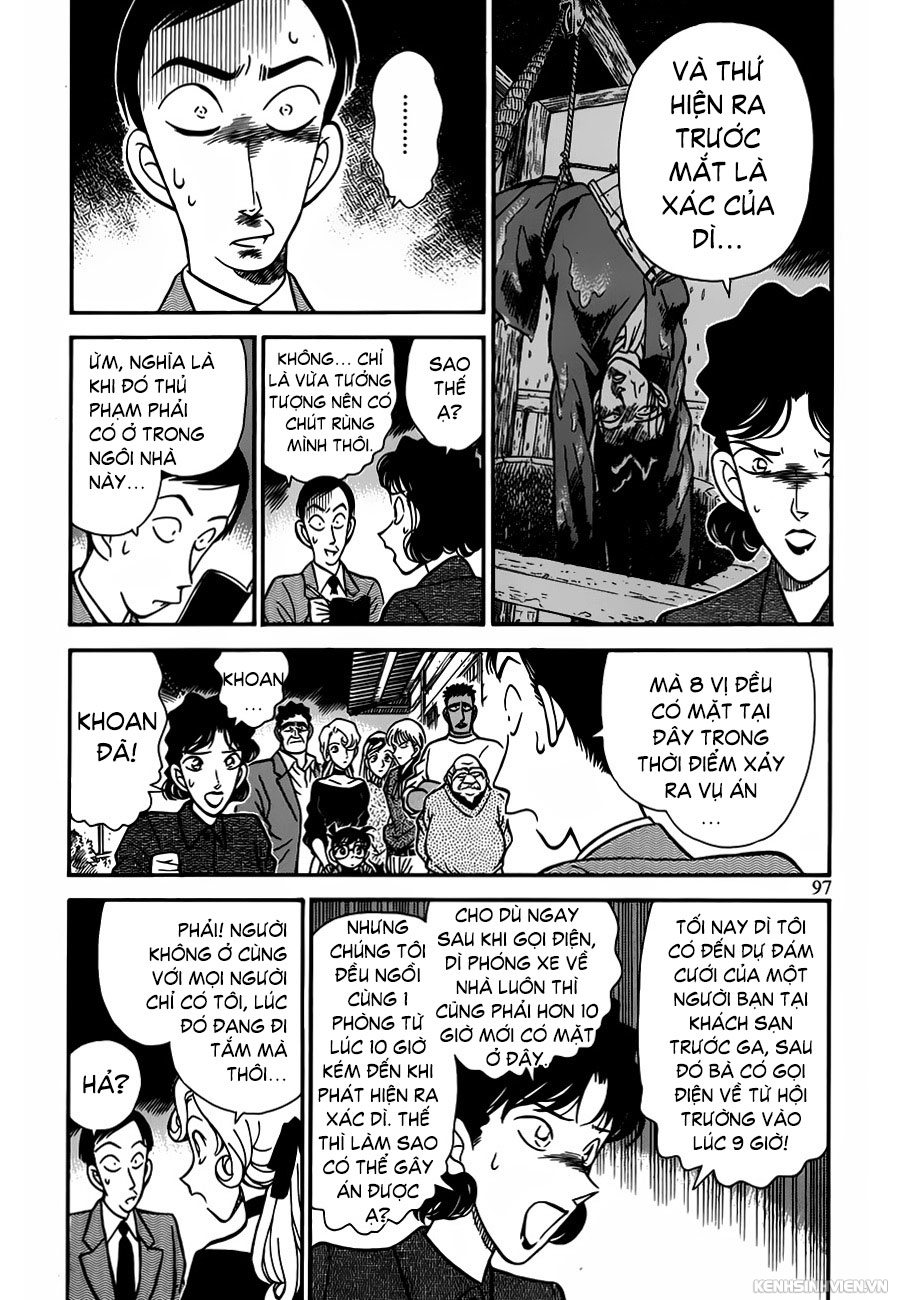 VÀ THỨ
HIỆN RA
TRƯỚC
MẮT LÀ
XÁC CỦA
DÌ...
.........
SAO
THẾ
Ạ?
KHÔNG... CHỈ
LÀ VỪA TƯỚNG
TƯỢNG NÊN CÓ
CHÚT RÙNG
MÌNH THÔI.
ỪM, NGHĨA LÀ
KHI ĐÓ THỦ
PHẠM PHẢI
CÓ Ở TRONG
NGÔI NHÀ
NÀY...
MÀ 8 VỊ ĐỀU
CÓ MẶT TẠI
ĐÂY TRONG
THỜI ĐIỂM XẢY
RA VỤ ÁN
...
KHOAN
...
KHOAN
ĐÃ!
97
TỐI NAY DÌ TÔI
CÓ ĐẾN DỰ ĐÁM
CƯỚI CỦA MỘT
NGƯỜI BẠN TẠI
KHÁCH SẠN
TRƯỚC GA, SAU
ĐÓ BÀ CÓ GỌI
ĐIỆN VỀ TỪ HỘI
TRƯỜNG VÀO
LÚC 9 GIỜ!
CHO DÙ NGAY
SAU KHI GỌI ĐIỆN,
DÌ PHÓNG XE VỀ
NHÀ LUÔN THÌ
CŨNG PHẢI HƠN 10
GIỜ MỚI CÓ MẶT
Ở ĐÂY.
NHƯNG
CHÚNG TÔI
ĐỀU NGỒI
CÙNG 1
PHÒNG TỪ
LÚC 10 GIỜ
KÉM ĐẾN KHI
PHÁT HIỆN RA
XÁC DÌ. THẾ
THÌ LÀM SAO
CÓ THỂ GÂY
ÁN ĐƯỢC
Ạ?
PHẢI! NGƯỜI
KHÔNG Ở CÙNG
VỚI MỌI NGƯỜI
CHỈ CÓ TÔI, LÚC
ĐÓ ĐANG ĐI
TẮM MÀ
THÔI...
HẢ?
KENHSINHVIEN.VN